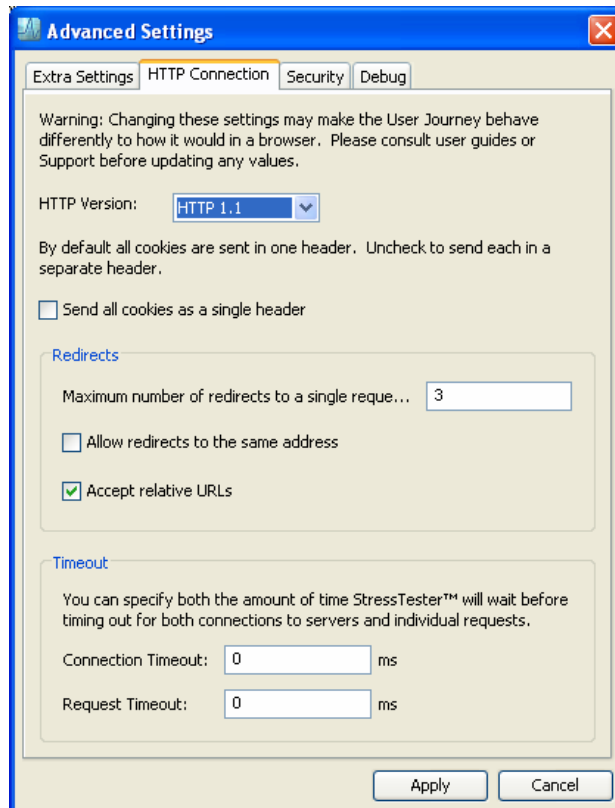 Advanced Settings
Extra Settings HTTP Connection Security Debug
Warning: Changing these settings may make the User Journey behave
differently to how it would in a browser. Please consult user guides or
Support before updating any values.
HTTP Version: HTTP 1.1
By default all cookies are sent in one header. Uncheck to send each in a
separate header.
Send all cookies as a single header
Redirects
Maximum number of redirects to a single reque... 3
Allow redirects to the same address
Accept relative URLs
Timeout
You can specify both the amount of time StressTester™ will wait before
timing out for both connections to servers and individual requests.
Connection Timeout: 0 ms
Request Timeout: 0 ms
Apply Cancel